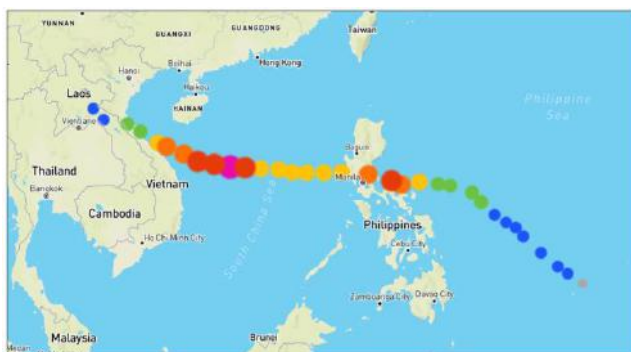 YUNNAN
GUANGXI
GUANGDONG
Taiwan
Beihai
Hong Kong
Hanoi
Haikou
Laos
HAINAN
Philippine
Sea
Vientiane
Baguio
Thailand
Manila
Vietnam
Bangkok
Cambodia
South China Sea
Philippines
Ho Chi Minh City
Cebu City
Zamboanga City
Davao City
Malaysia
Brunei
Medan